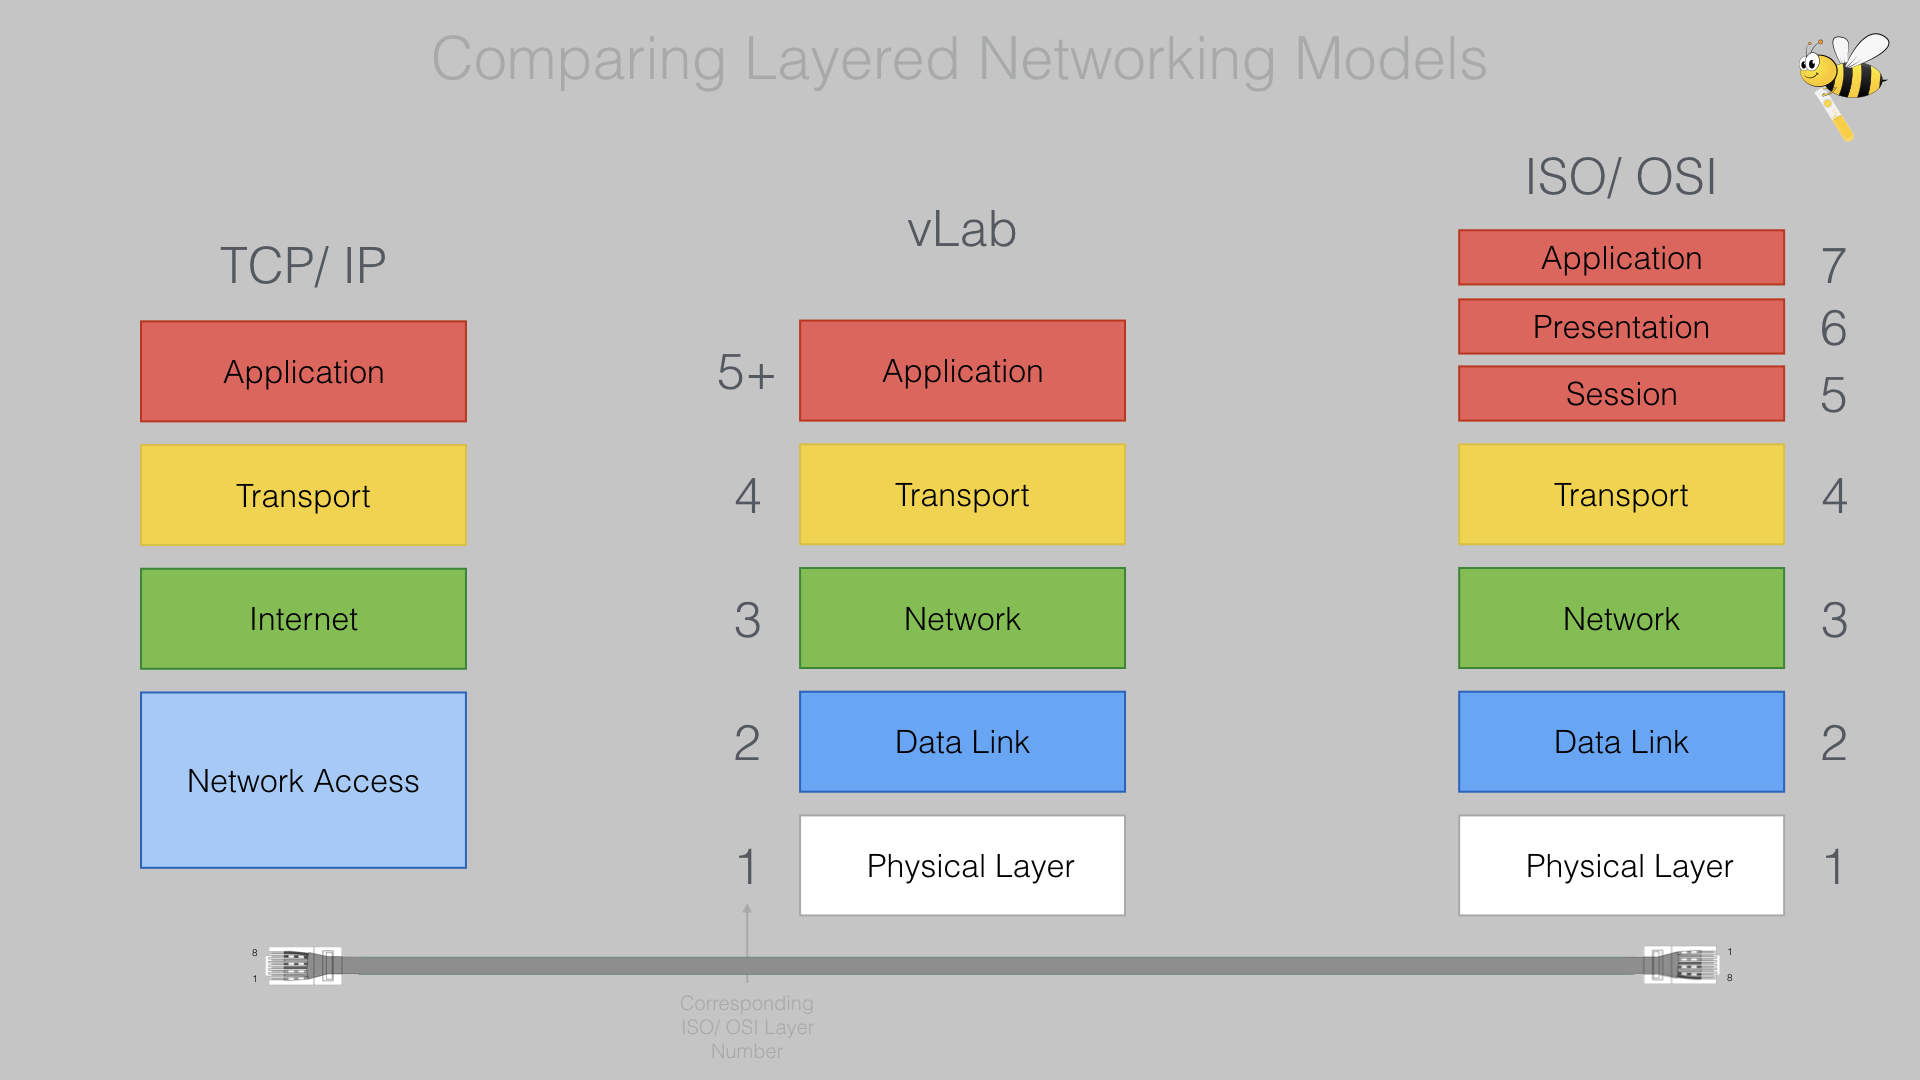 Comparing Layered Networking Models
TCP/ IP
Application
Transport
Internet
Network Access
vLab
5+ Application
4 Transport
3 Network
2 Data Link
1 Physical Layer
ISO/ OSI
Application 7
Presentation 6
Session 5
Transport 4
Network 3
Data Link 2
Physical Layer 1
8
1
1
8
Corresponding
ISO/ OSI Layer
Number